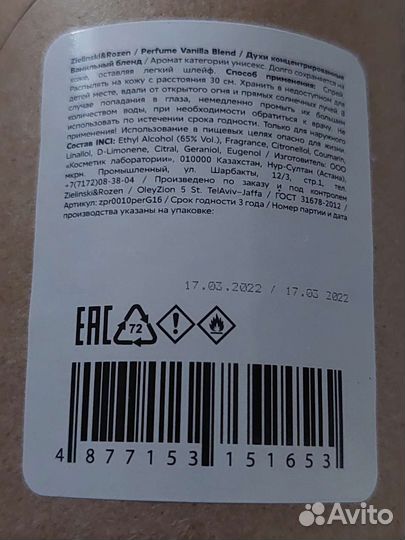 Zielinski&Rozen / Perfume Vanilla Blend / Духи концентрированные
Ванильный бленд / Аромат категории унисекс. Долго сохраняется на
коже, оставляя легкий шлейф. Способ применения: Спрей
Распылять на кожу с расстояния 30 см. Хранить в недоступном для
детей месте, вдали от открытого огня и прямых солнечных лучей. В
случае попадания в глаза, немедленно промыть их большим
количеством воды, при необходимости обратиться к врачу. Не
использовать по истечении срока годности. Только для наружного
применения! Использование в пищевых целях опасно для жизни
Состав (INCI): Ethyl Alcohol (65% Vol.), Fragrance, Citronellol, Coumarin,
Linallol, D-Limonene, Citral, Geraniol, Eugenol / Изготовитель: ООО
«Косметик лаборатории», 010000 Казахстан, Нур-Султан (Астана),
мкрн. Промышленный, ул. Шарбакты, 12/3, стр.1, тел.
+7(7172)08-38-04 / Произведено по заказу и под контролем
Zielinski&Rozen / OleyZion 5 St. TelAviv-Jaffa / ГОСТ 31678-2012 /
Артикул: zpr0010perG16 / Срок годности 3 года / Номер партии и дата
производства указаны на упаковке:
17.03.2022 / 17.03 2022
EAC 72
4 877153 151653
Avito